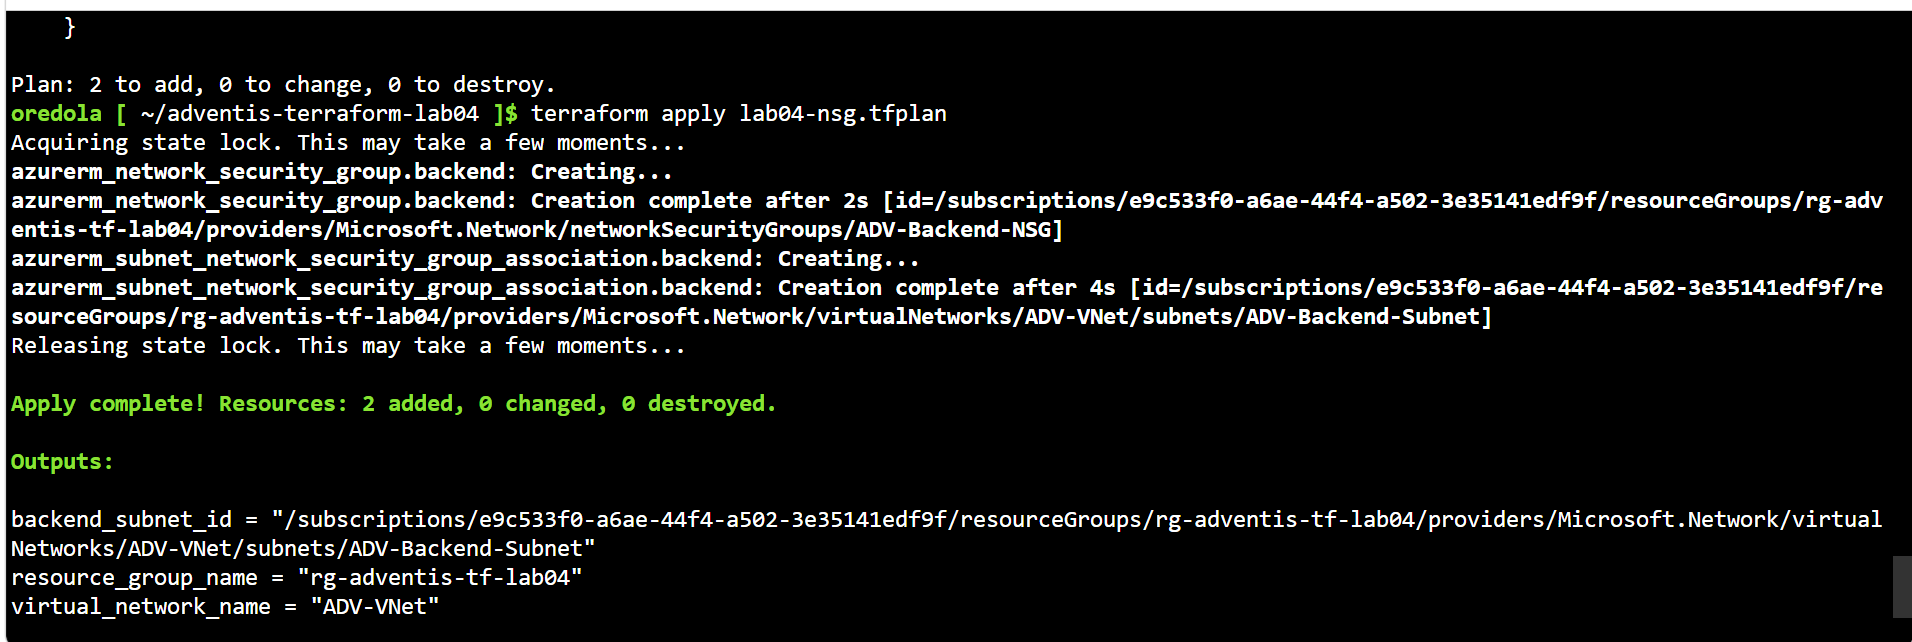 }
Plan: 2 to add, 0 to change, 0 to destroy.
oredola [ ~/adventis-terraform-lab04 ]$ terraform apply lab04-nsg.tfplan
Acquiring state lock. This may take a few moments...
azurerm_network_security_group.backend: Creating...
azurerm_network_security_group.backend: Creation complete after 2s [id=/subscriptions/e9c533f0-a6ae-44f4-a502-3e35141edf9f/resourceGroups/rg-adv
entis-tf-lab04/providers/Microsoft.Network/networkSecurityGroups/ADV-Backend-NSG]
azurerm_subnet_network_security_group_association.backend: Creating...
azurerm_subnet_network_security_group_association.backend: Creation complete after 4s [id=/subscriptions/e9c533f0-a6ae-44f4-a502-3e35141edf9f/re
sourceGroups/rg-adventis-tf-lab04/providers/Microsoft.Network/virtualNetworks/ADV-VNet/subnets/ADV-Backend-Subnet]
Releasing state lock. This may take a few moments...
Apply complete! Resources: 2 added, 0 changed, 0 destroyed.
Outputs:
backend_subnet_id = "/subscriptions/e9c533f0-a6ae-44f4-a502-3e35141edf9f/resourceGroups/rg-adventis-tf-lab04/providers/Microsoft.Network/virtual
Networks/ADV-VNet/subnets/ADV-Backend-Subnet"
resource_group_name = "rg-adventis-tf-lab04"
virtual_network_name = "ADV-VNet"